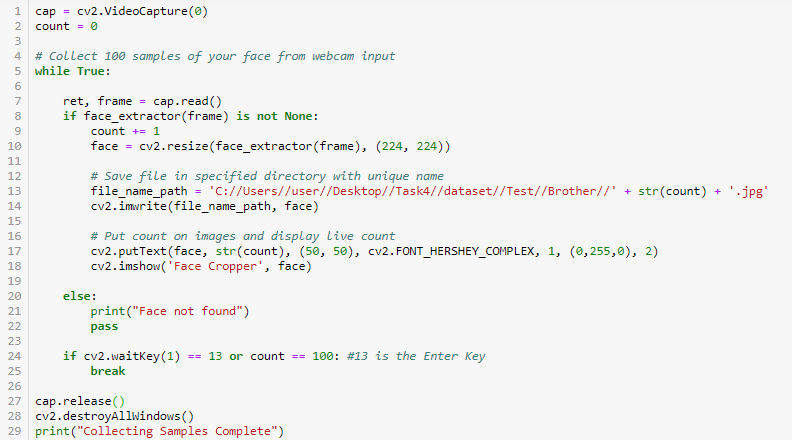 1 cap = cv2.VideoCapture(0)
2 count = 0
3
4 # Collect 100 samples of your face from webcam input
5 while True:
6
7     ret, frame = cap.read()
8     if face_extractor(frame) is not None:
9         count += 1
10         face = cv2.resize(face_extractor(frame), (224, 224))
11
12         # Save file in specified directory with unique name
13         file_name_path = 'C://Users//user//Desktop//Task4//dataset//Test//Brother//' + str(count) + '.jpg'
14         cv2.imwrite(file_name_path, face)
15
16         # Put count on images and display live count
17         cv2.putText(face, str(count), (50, 50), cv2.FONT_HERSHEY_COMPLEX, 1, (0,255,0), 2)
18         cv2.imshow('Face Cropper', face)
19
20     else:
21         print("Face not found")
22         pass
23
24     if cv2.waitKey(1) == 13 or count == 100: #13 is the Enter Key
25         break
26
27 cap.release()
28 cv2.destroyAllWindows()
29 print("Collecting Samples Complete")